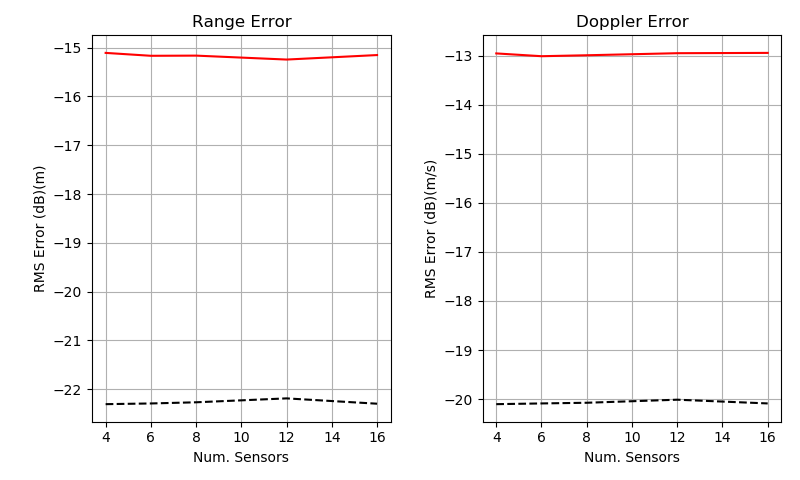 Range Error
−15
−16
−17
−18
−19
−20
−21
−22
RMS Error (dB)(m)
4 6 8 10 12 14 16
Num. Sensors
Doppler Error
−13
−14
−15
−16
−17
−18
−19
−20
RMS Error (dB)(m/s)
4 6 8 10 12 14 16
Num. Sensors